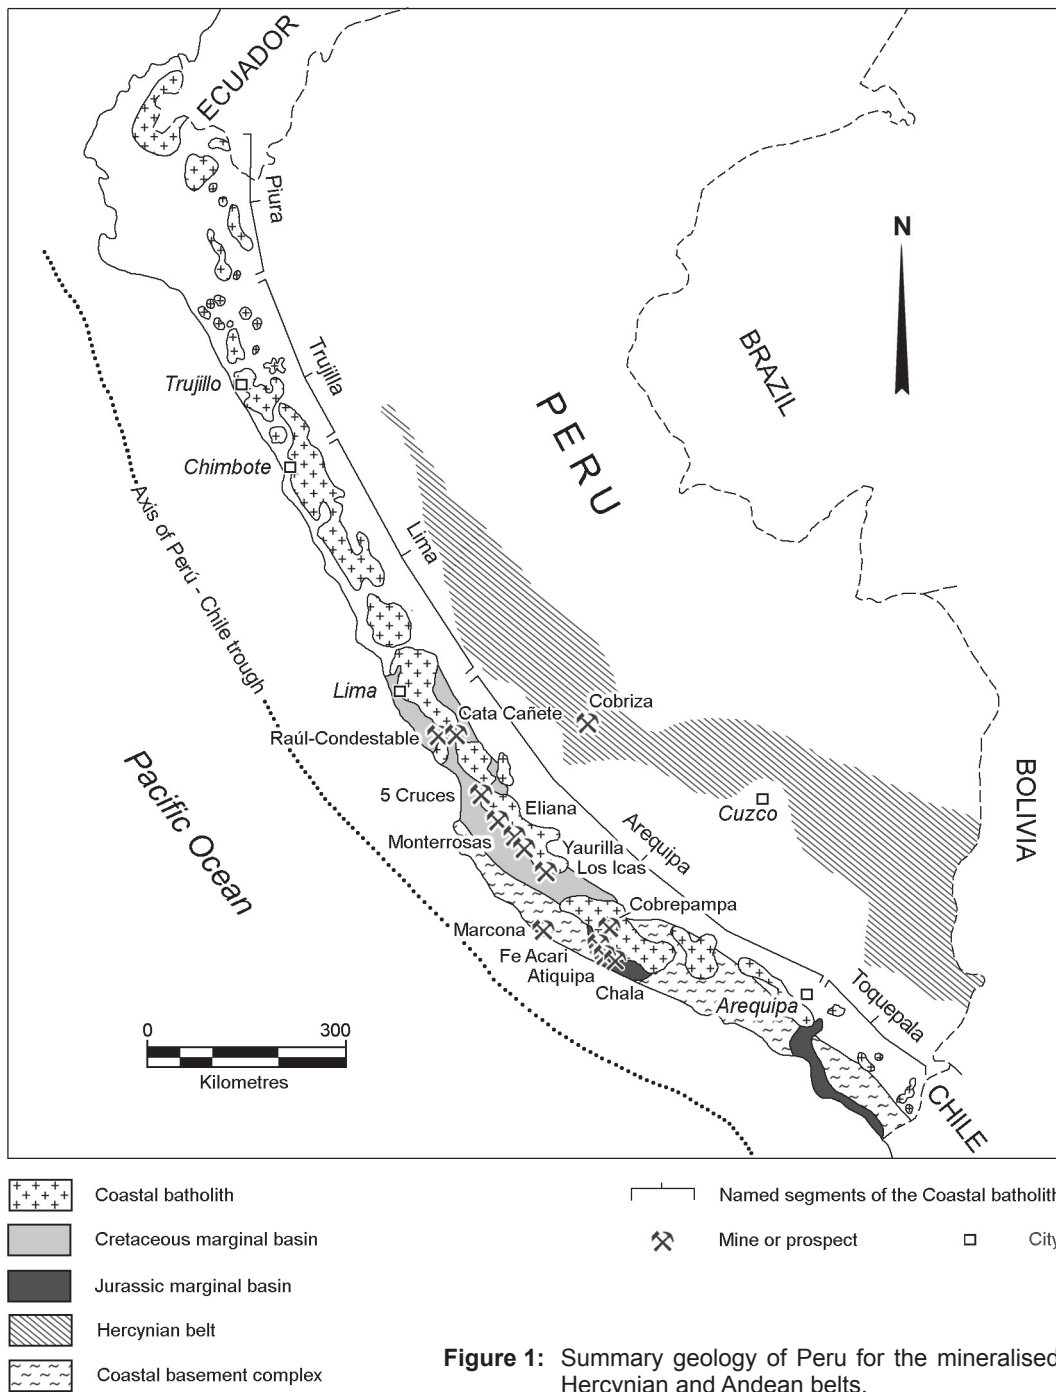 ECUADOR
Piura
N
BRAZIL
Trujilla
Trujillo
PERU
Chimbote
Axis of Perú - Chile trough
Lima
Lima
Cobriza
Cata Cañete
Raúl-Condestable
Pacific Ocean
BOLIVIA
5 Cruces
Eliana
Cuzco
Arequipa
Monterrosas
Yaurilla
Los Icas
Cobrepampa
Marcona
Fe Acari
Atiquipa
Chala
Arequipa
Toquepala
0 300
Kilometres
CHILE
Coastal batholith
Named segments of the Coastal batholith
Cretaceous marginal basin
Mine or prospect
City
Jurassic marginal basin
Hercynian belt
Coastal basement complex
Figure 1: Summary geology of Peru for the mineralised
Hercynian and Andean belts.